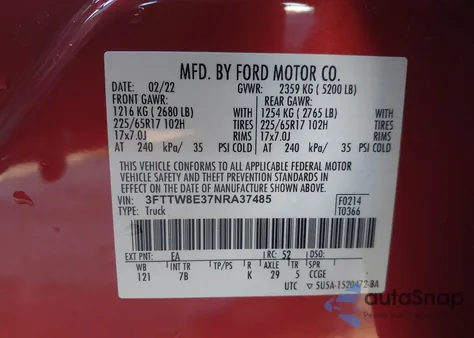 MFD. BY FORD MOTOR CO.
DATE: 02/22 GVWR: 2359 KG ( 5200 LB)
FRONT GAWR: REAR GAWR:
1216 KG ( 2680 LB) WITH 1254 KG ( 2765 LB) WITH
225/65R17 102H TIRES 225/65R17 102H TIRES
17x7.0J RIMS 17x7.0J RIMS
AT 240 kPa/ 35 PSI COLD AT 240 kPa/ 35 PSI COLD
THIS VEHICLE CONFORMS TO ALL APPLICABLE FEDERAL MOTOR
VEHICLE SAFETY AND THEFT PREVENTION STANDARDS IN
EFFECT ON THE DATE OF MANUFACTURE SHOWN ABOVE.
VIN: 3FTTW8E37NRA37485 F0214
TYPE: Truck T0366
EXT PNT: EA RC: 52 DSO:
WB INT TR TP/PS R AXLE TR SPR
121 7B K 29 5 CCGE
UTC ▽ 5U5A-1520472-BA
autoSnap